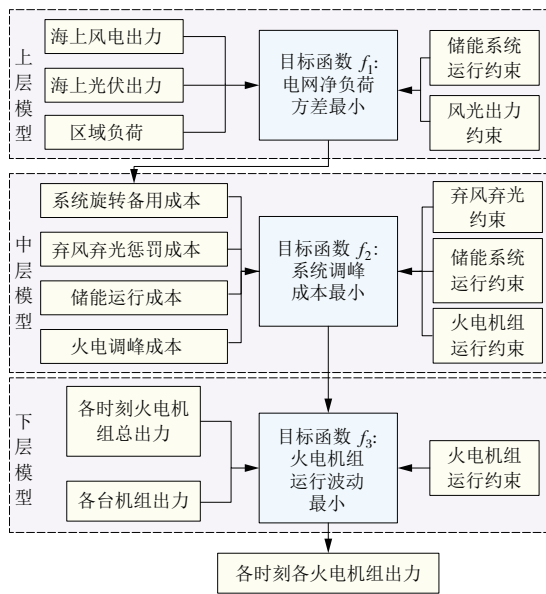 上层模型
海上风电出力
海上光伏出力
区域负荷
目标函数 f1:
电网净负荷
方差最小
储能系统
运行约束
风光出力
约束
中层模型
系统旋转备用成本
弃风弃光惩罚成本
储能运行成本
火电调峰成本
目标函数 f2:
系统调峰
成本最小
弃风弃光
约束
储能系统
运行约束
火电机组
运行约束
下层模型
各时刻火电机
组总出力
各台机组出力
目标函数 f3:
火电机组
运行波动
最小
火电机组
运行约束
各时刻各火电机组出力